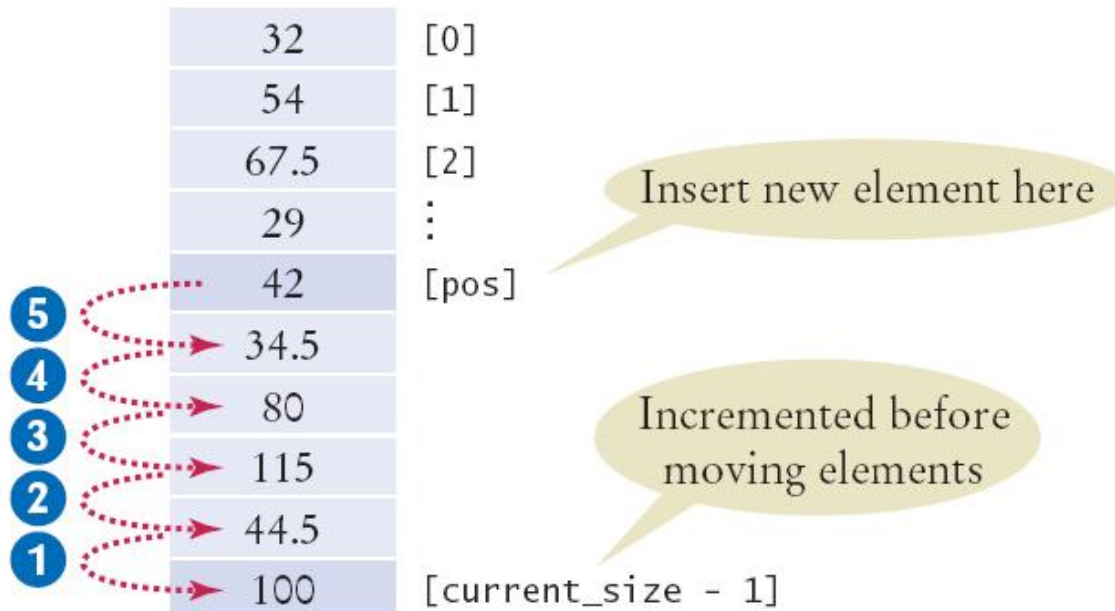 32 [0]
54 [1]
67.5 [2]
Insert new element here
29 ⋮
42 [pos]
5
34.5
4
80
Incremented before
3
moving elements
115
2
44.5
1
100 [current_size - 1]